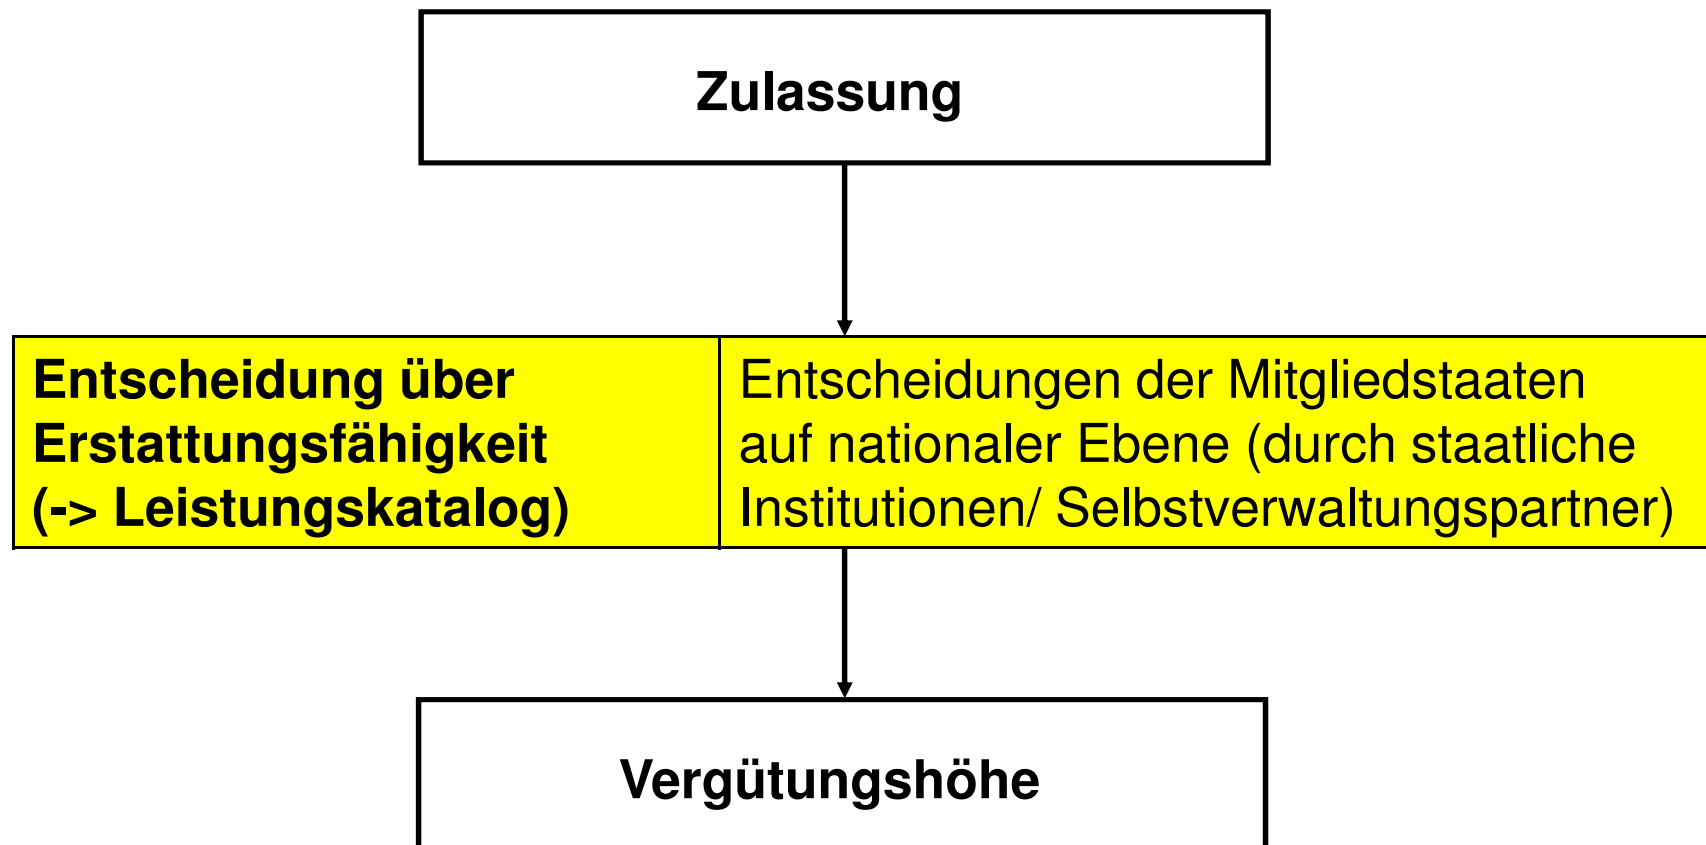 Zulassung
Entscheidung über
Erstattungsfähigkeit
(-> Leistungskatalog)
Entscheidungen der Mitgliedstaaten
auf nationaler Ebene (durch staatliche
Institutionen/ Selbstverwaltungspartner)
Vergütungshöhe